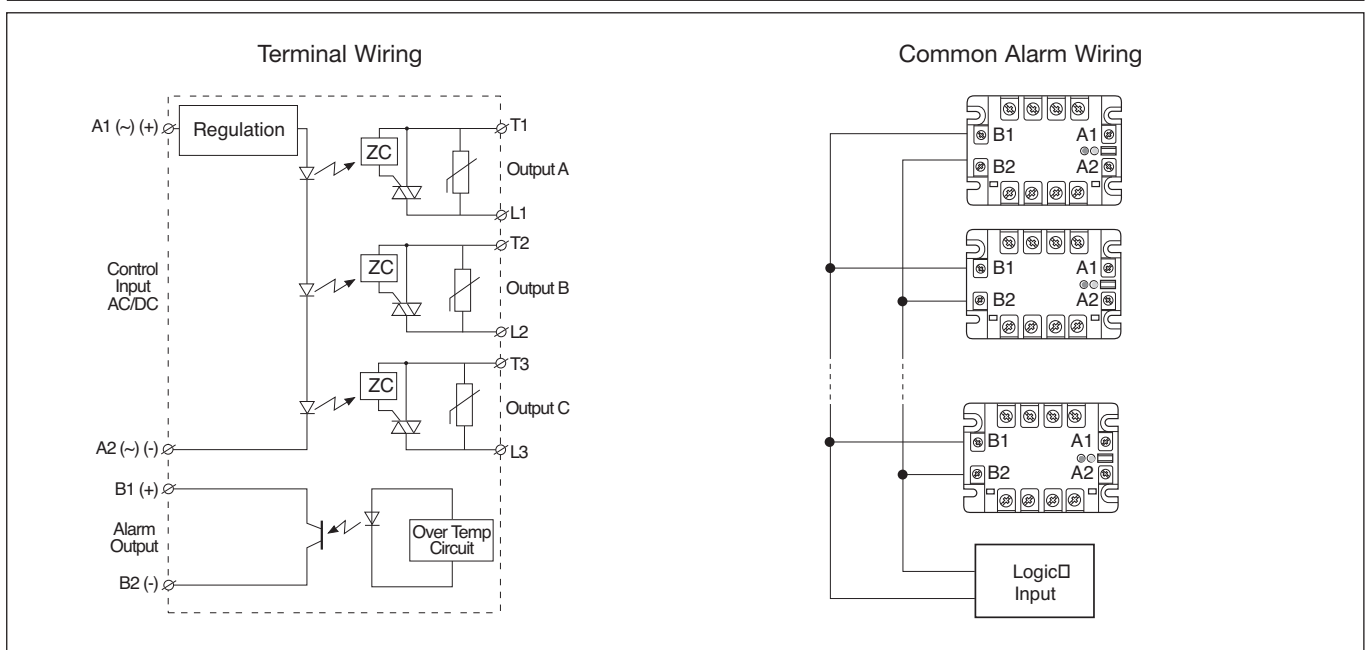 Terminal Wiring
A1 (~) (+)
Regulation
ZC
T1
Output A
L1
Control
Input
AC/DC
ZC
T2
Output B
L2
ZC
T3
Output C
L3
A2 (~) (-)
B1 (+)
Alarm
Output
B2 (-)
Over Temp
Circuit
Common Alarm Wiring
B1 A1
B2 A2
B1 A1
B2 A2
B1 A1
B2 A2
Logic□
Input